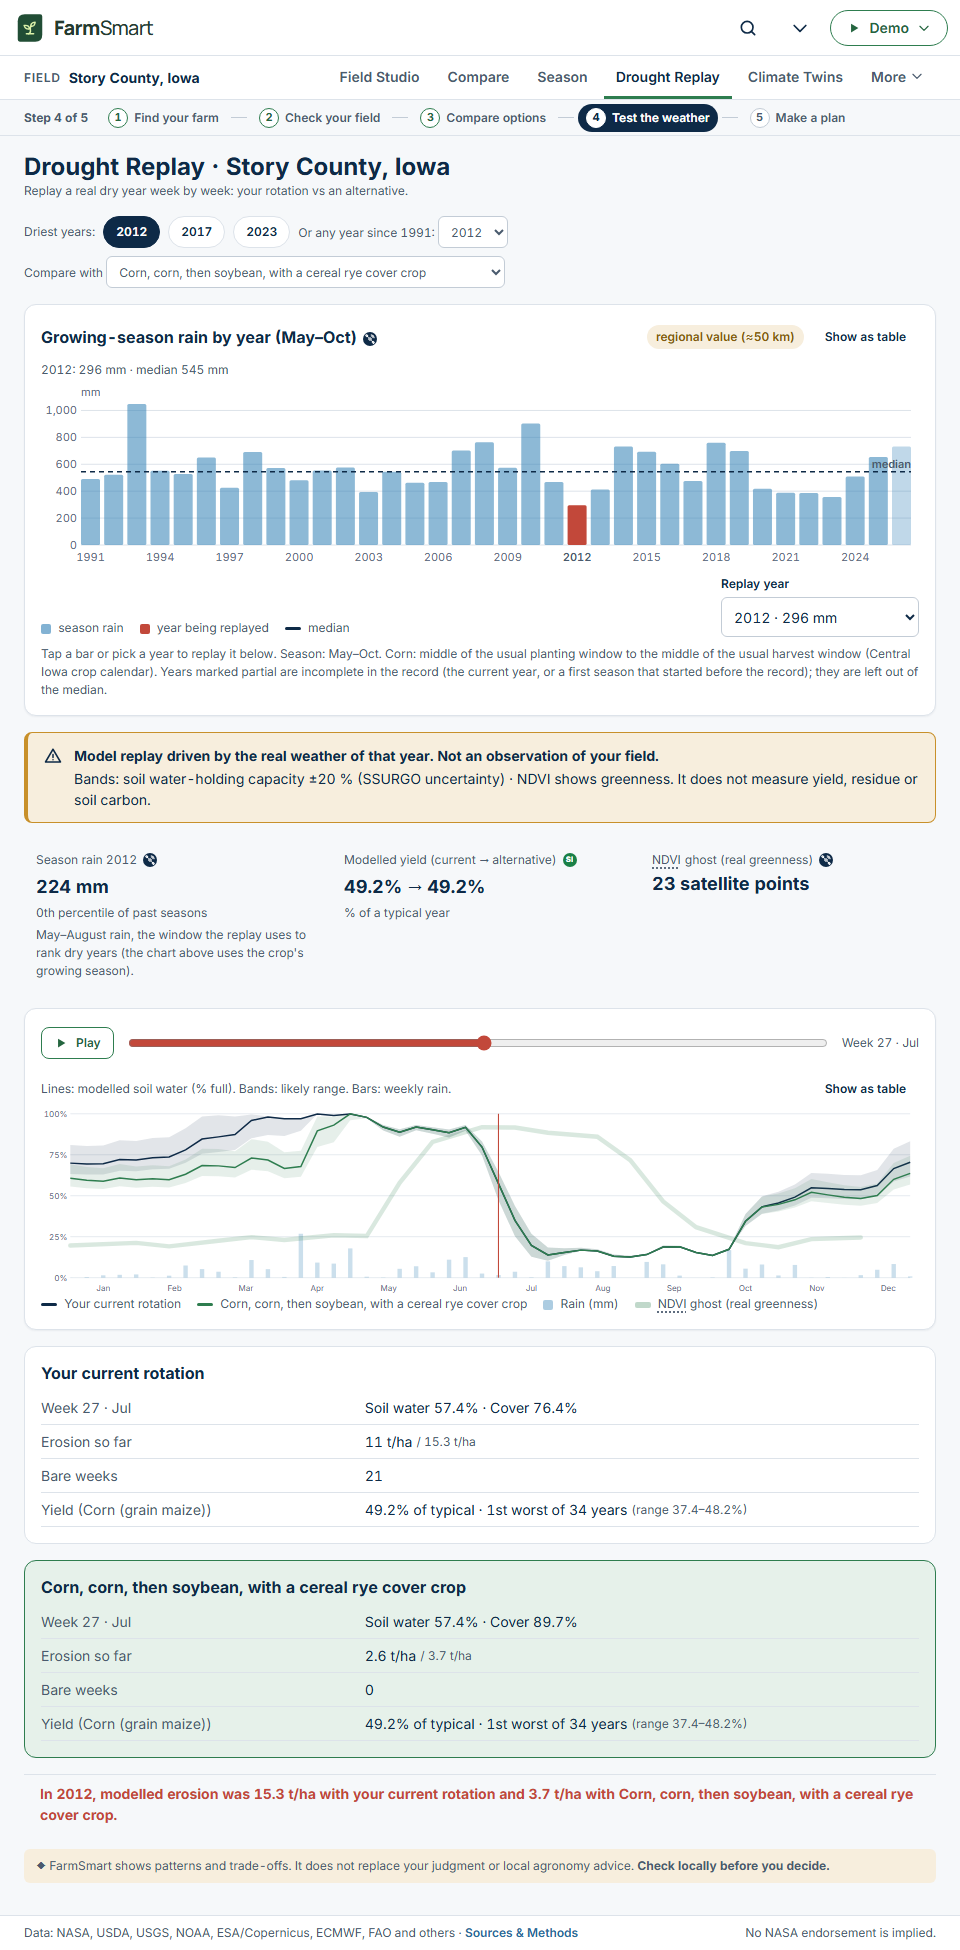 FarmSmart
Demo
FIELD Story County, Iowa
Field Studio Compare Season Drought Replay Climate Twins More
Step 4 of 5 1 Find your farm 2 Check your field 3 Compare options 4 Test the weather 5 Make a plan
Drought Replay · Story County, Iowa
Replay a real dry year week by week: your rotation vs an alternative.
Driest years: 2012 2017 2023 Or any year since 1991: 2012
Compare with Corn, corn, then soybean, with a cereal rye cover crop
Growing-season rain by year (May–Oct) regional value (≈50 km) Show as table
2012: 296 mm · median 545 mm
mm
1,000
800
600
median
400
200
0
1991 1994 1997 2000 2003 2006 2009 2012 2015 2018 2021 2024
Replay year
2012 · 296 mm
season rain year being replayed median
Tap a bar or pick a year to replay it below. Season: May–Oct. Corn: middle of the usual planting window to the middle of the usual harvest window (Central
Iowa crop calendar). Years marked partial are incomplete in the record (the current year, or a first season that started before the record); they are left out of
the median.
Model replay driven by the real weather of that year. Not an observation of your field.
Bands: soil water-holding capacity ±20 % (SSURGO uncertainty) · NDVI shows greenness. It does not measure yield, residue or
soil carbon.
Season rain 2012 Modelled yield (current → alternative) SI NDVI ghost (real greenness)
224 mm 49.2% → 49.2% 23 satellite points
0th percentile of past seasons % of a typical year
May–August rain, the window the replay uses to
rank dry years (the chart above uses the crop's
growing season).
Play Week 27 · Jul
Lines: modelled soil water (% full). Bands: likely range. Bars: weekly rain. Show as table
100%
75%
50%
25%
0%
Jan Feb Mar Apr May Jun Jul Aug Sep Oct Nov Dec
Your current rotation Corn, corn, then soybean, with a cereal rye cover crop Rain (mm) NDVI ghost (real greenness)
Your current rotation
Week 27 · Jul Soil water 57.4% · Cover 76.4%
Erosion so far 11 t/ha / 15.3 t/ha
Bare weeks 21
Yield (Corn (grain maize)) 49.2% of typical · 1st worst of 34 years (range 37.4–48.2%)
Corn, corn, then soybean, with a cereal rye cover crop
Week 27 · Jul Soil water 57.4% · Cover 89.7%
Erosion so far 2.6 t/ha / 3.7 t/ha
Bare weeks 0
Yield (Corn (grain maize)) 49.2% of typical · 1st worst of 34 years (range 37.4–48.2%)
In 2012, modelled erosion was 15.3 t/ha with your current rotation and 3.7 t/ha with Corn, corn, then soybean, with a cereal rye
cover crop.
FarmSmart shows patterns and trade-offs. It does not replace your judgment or local agronomy advice. Check locally before you decide.
Data: NASA, USDA, USGS, NOAA, ESA/Copernicus, ECMWF, FAO and others · Sources & Methods No NASA endorsement is implied.